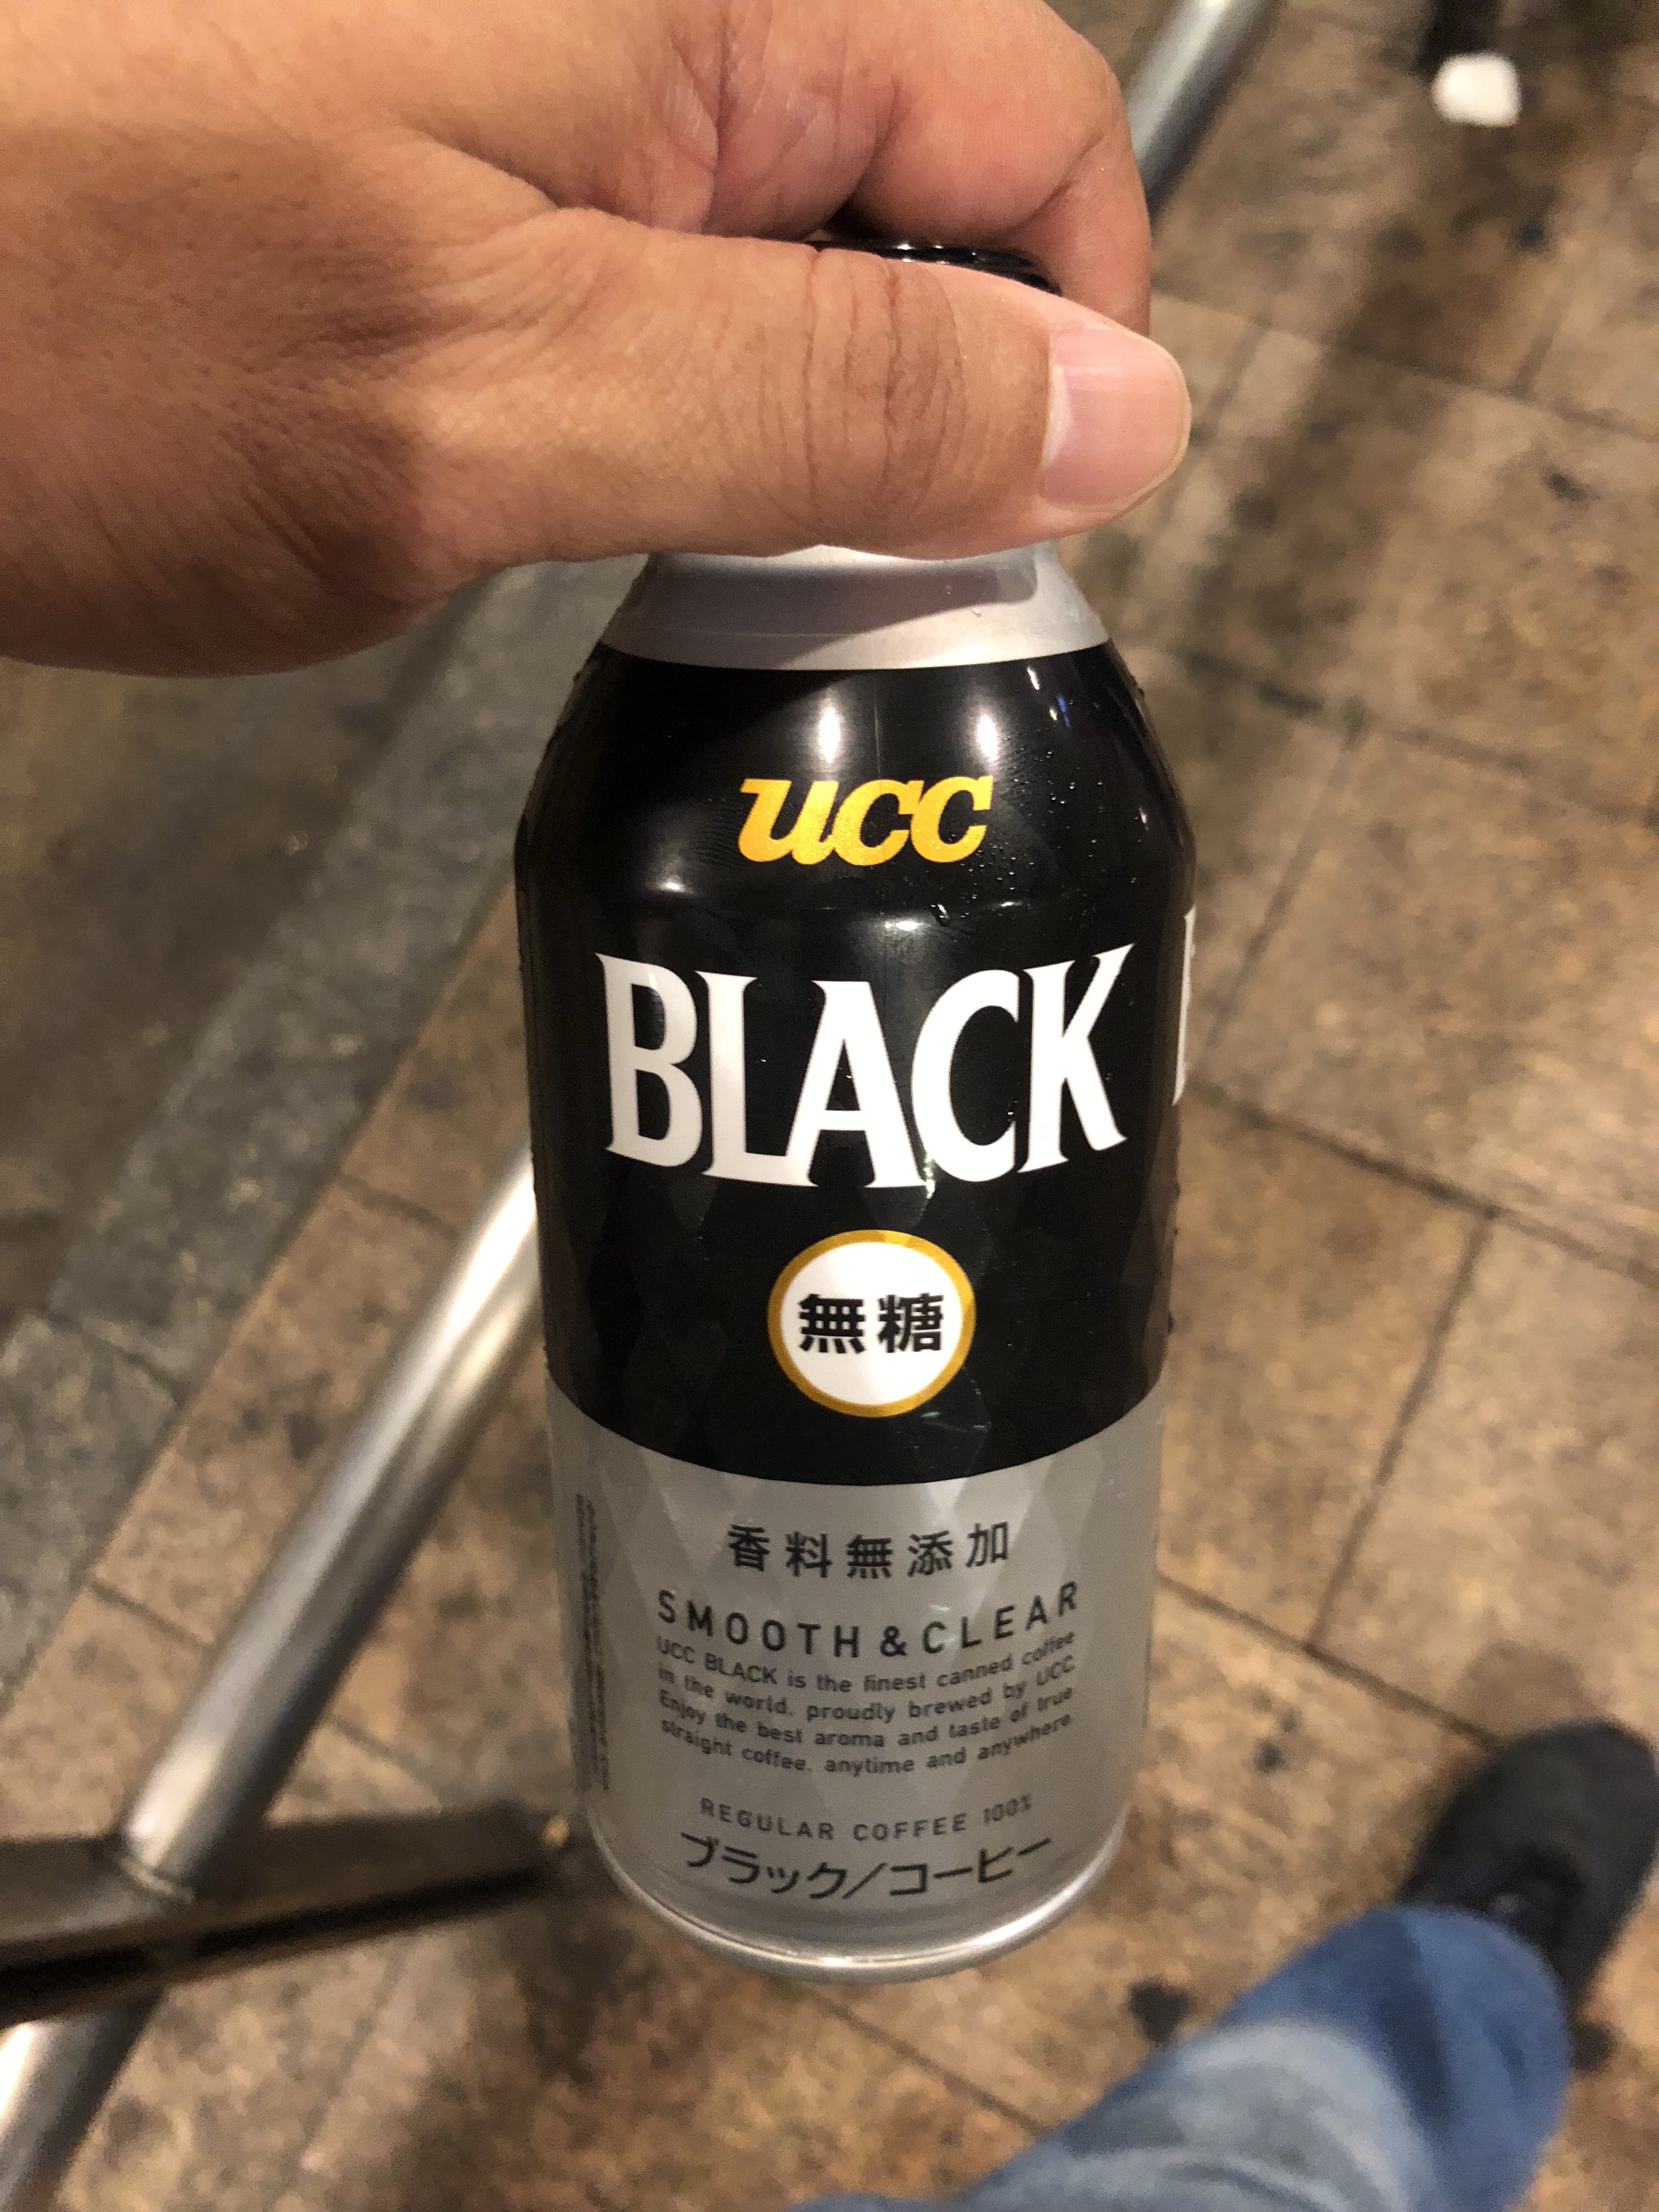 ucc
BLACK
無糖
香料無添加
SMOOTH & CLEAR
UCC BLACK is the finest canned coffee
in the world, proudly brewed by UCC
Enjoy the best aroma and taste of true
straight coffee, anytime and anywhere.
REGULAR COFFEE 100%
ブラック/コーヒー